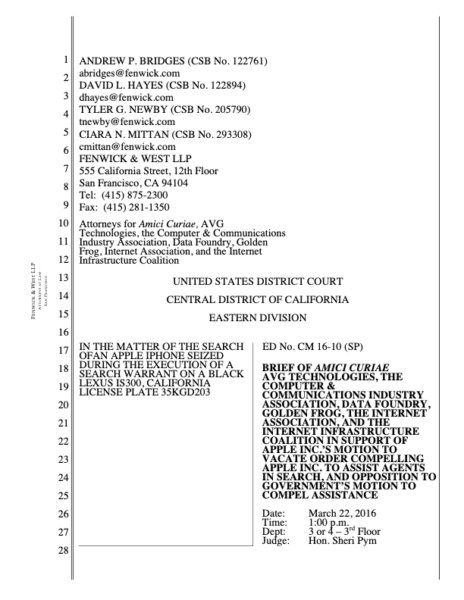 1
2
3
4
5
6
7
8
9
10
11
12
13
14
15
16
17
18
19
20
21
22
23
24
25
26
27
28
FENWICK & WEST LLP
ATTORNEYS AT LAW
SAN FRANCISCO
ANDREW P. BRIDGES (CSB No. 122761)
abridges@fenwick.com
DAVID L. HAYES (CSB No. 122894)
dhayes@fenwick.com
TYLER G. NEWBY (CSB No. 205790)
tnewby@fenwick.com
CIARA N. MITTAN (CSB No. 293308)
cmittan@fenwick.com
FENWICK & WEST LLP
555 California Street, 12th Floor
San Francisco, CA 94104
Tel: (415) 875-2300
Fax: (415) 281-1350
Attorneys for Amici Curiae, AVG
Technologies, the Computer & Communications
Industry Association, Data Foundry, Golden
Frog, Internet Association, and the Internet
Infrastructure Coalition
UNITED STATES DISTRICT COURT
CENTRAL DISTRICT OF CALIFORNIA
EASTERN DIVISION
IN THE MATTER OF THE SEARCH
OFAN APPLE IPHONE SEIZED
DURING THE EXECUTION OF A
SEARCH WARRANT ON A BLACK
LEXUS IS300, CALIFORNIA
LICENSE PLATE 35KGD203
ED No. CM 16-10 (SP)
BRIEF OF AMICI CURIAE
AVG TECHNOLOGIES, THE
COMPUTER &
COMMUNICATIONS INDUSTRY
ASSOCIATION, DATA FOUNDRY,
GOLDEN FROG, THE INTERNET
ASSOCIATION, AND THE
INTERNET INFRASTRUCTURE
COALITION IN SUPPORT OF
APPLE INC.'S MOTION TO
VACATE ORDER COMPELLING
APPLE INC. TO ASSIST AGENTS
IN SEARCH, AND OPPOSITION TO
GOVERNMENT'S MOTION TO
COMPEL ASSISTANCE
Date: March 22, 2016
Time: 1:00 p.m.
Dept: 3 or 4 – 3rd Floor
Judge: Hon. Sheri Pym